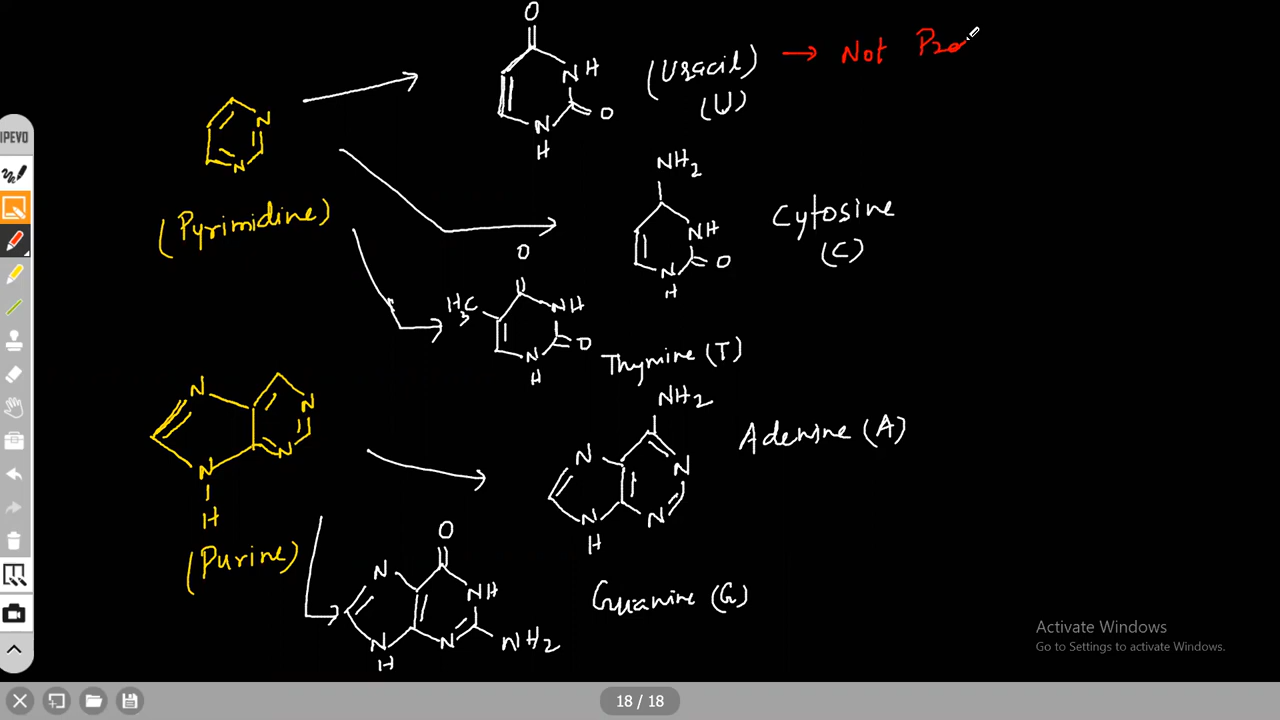 O
NH
O
N
H
(Uracil)
(U)
→ Not
IPEVO
N
N
(Pyrimidine)
NH2
NH
O
N
H
Cytosine
(C)
O
H3C
NH
O
N
H
Thymine (T)
N
N
N
N
H
(Purine)
NH2
N
N
N
N
H
Adenine (A)
O
N
NH
N
N
H
NH2
Guanine (G)
Activate Windows
Go to Settings to activate Windows.
18 / 18